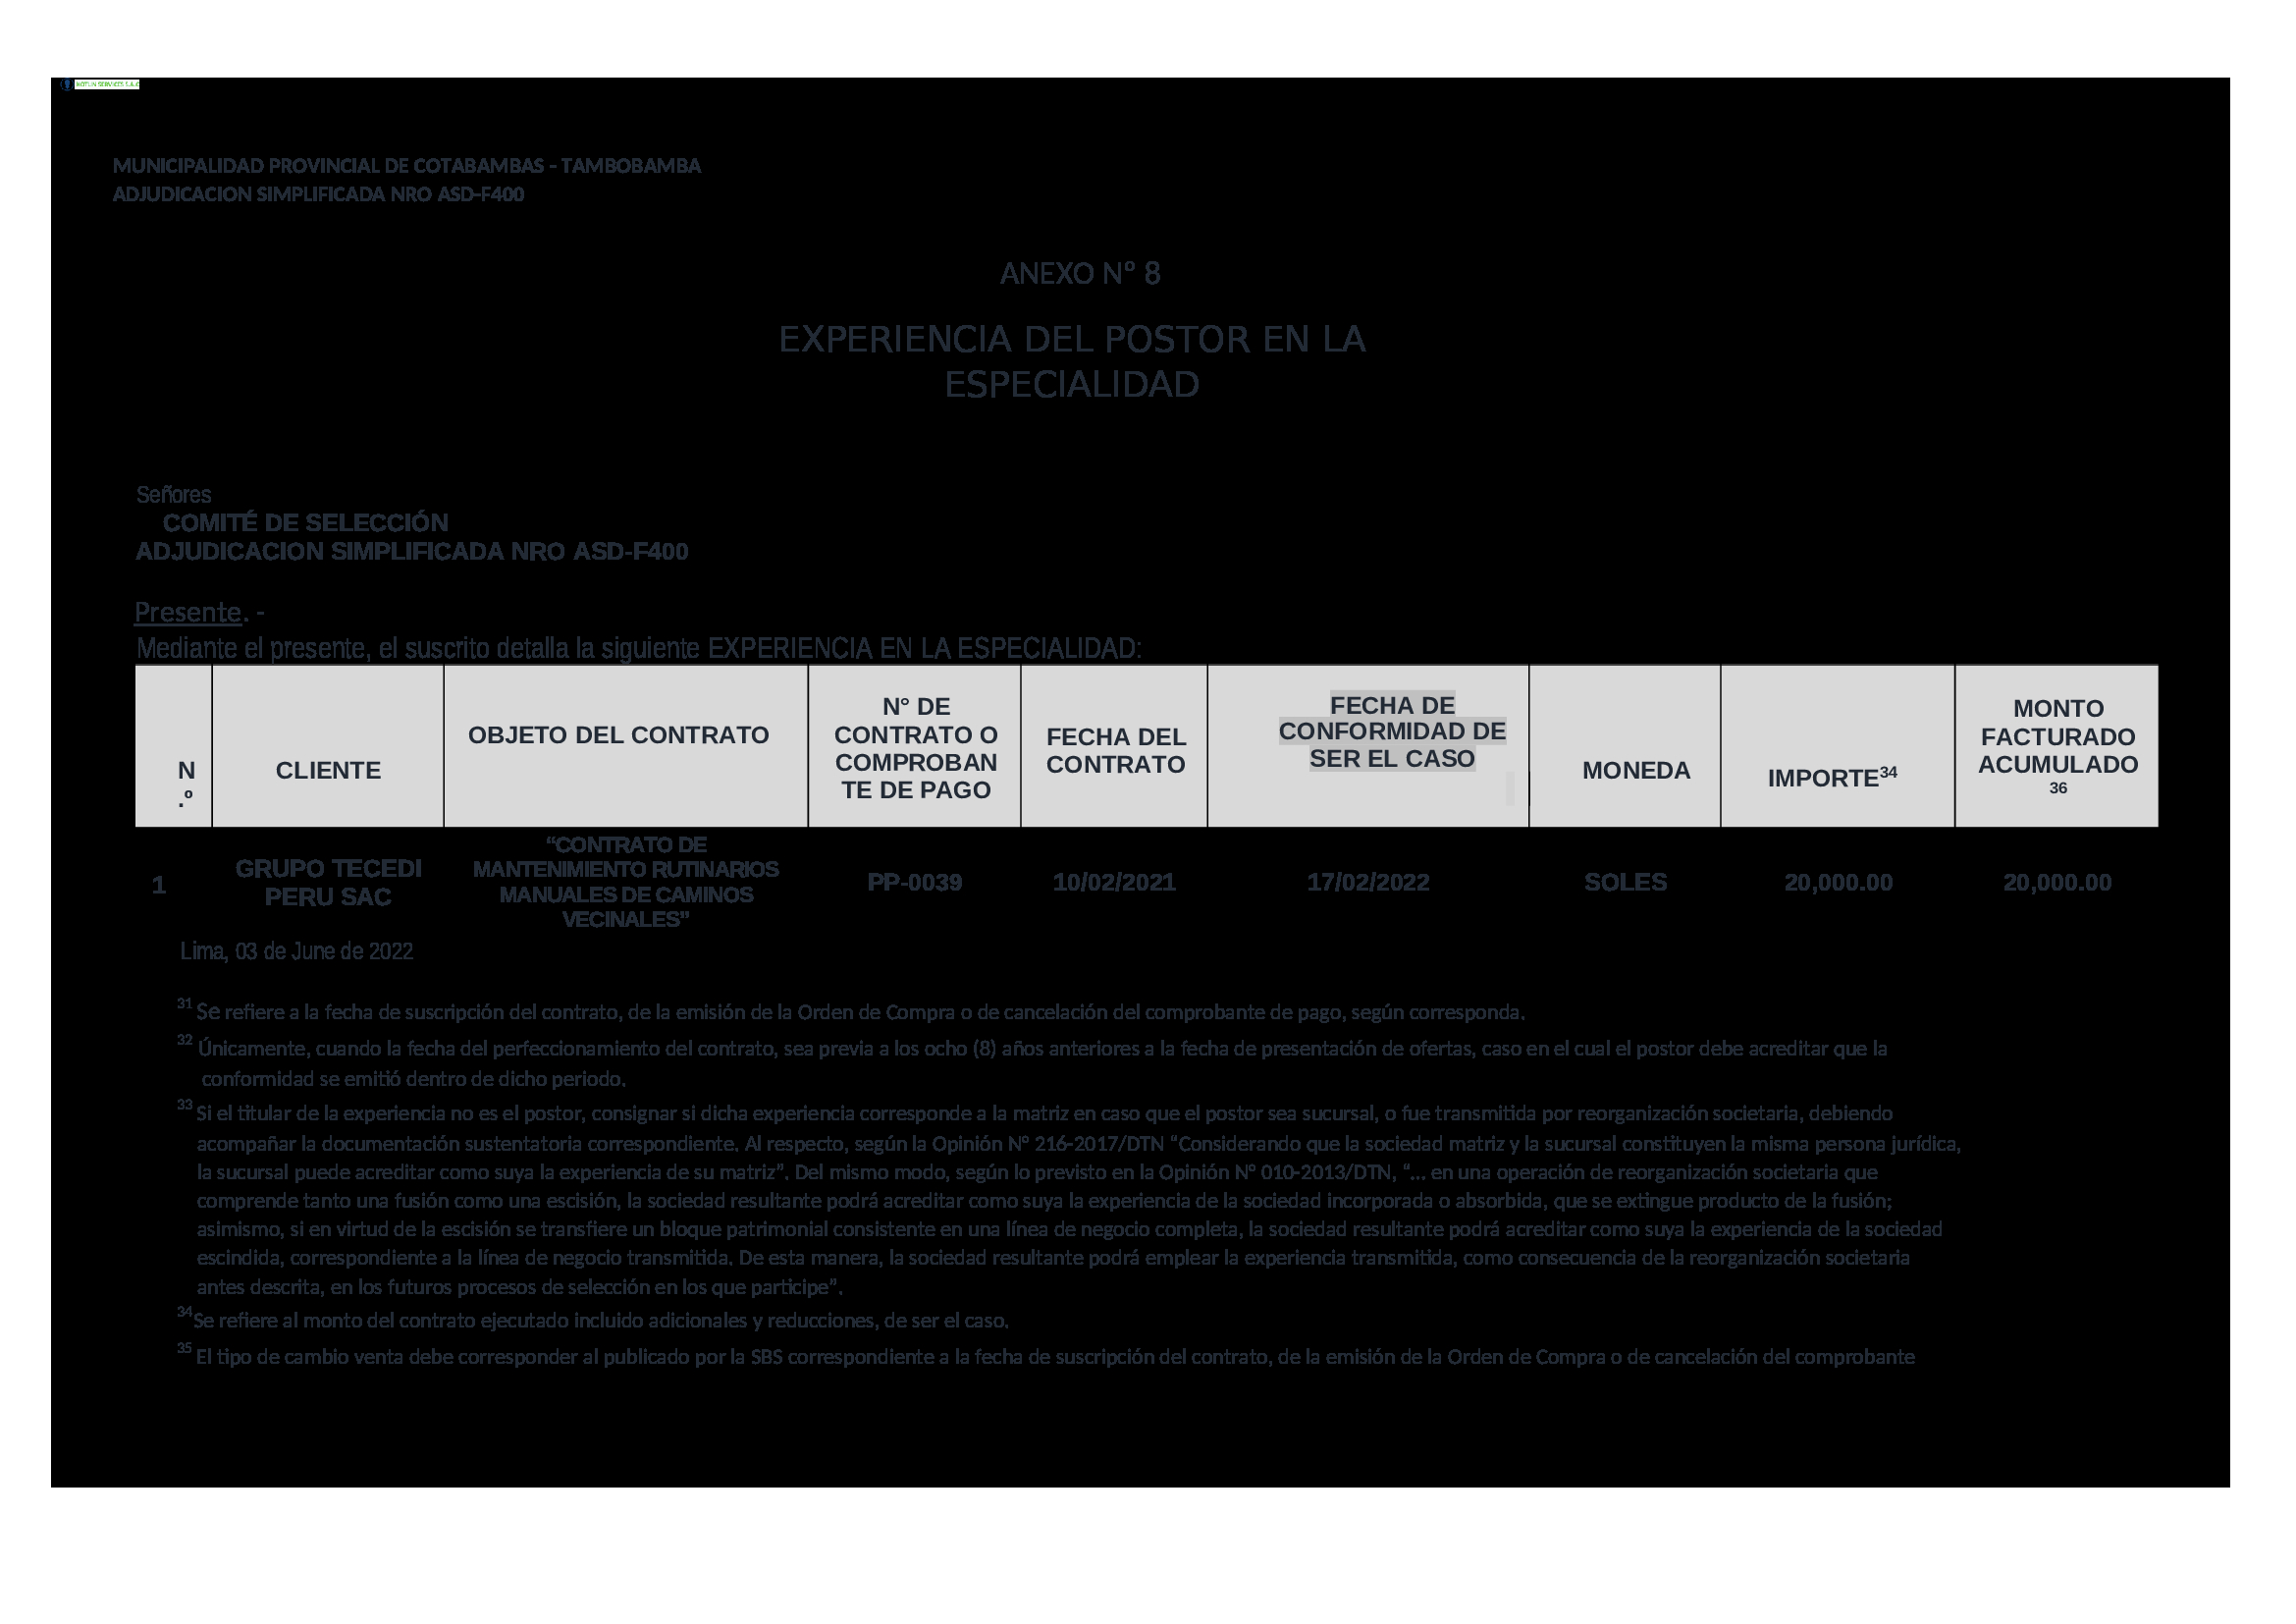 MUNICIPALIDAD PROVINCIAL DE COTABAMBAS - TAMBOBAMBA
ADJUDICACION SIMPLIFICADA NRO ASD-F400
ANEXO Nº 8
EXPERIENCIA DEL POSTOR EN LA
ESPECIALIDAD
Señores
COMITÉ DE SELECCIÓN
ADJUDICACION SIMPLIFICADA NRO ASD-F400
Presente. -
Mediante el presente, el suscrito detalla la siguiente EXPERIENCIA EN LA ESPECIALIDAD:
N
.º
CLIENTE
OBJETO DEL CONTRATO
N° DE
CONTRATO O
COMPROBAN
TE DE PAGO
FECHA DEL
CONTRATO
FECHA DE
CONFORMIDAD DE
SER EL CASO
MONEDA
IMPORTE34
MONTO
FACTURADO
ACUMULADO
36
1
GRUPO TECEDI
PERU SAC
“CONTRATO DE
MANTENIMIENTO RUTINARIOS
MANUALES DE CAMINOS
VECINALES”
PP-0039
10/02/2021
17/02/2022
SOLES
20,000.00
20,000.00
Lima, 03 de June de 2022
31 Se refiere a la fecha de suscripción del contrato, de la emisión de la Orden de Compra o de cancelación del comprobante de pago, según corresponda.
32 Únicamente, cuando la fecha del perfeccionamiento del contrato, sea previa a los ocho (8) años anteriores a la fecha de presentación de ofertas, caso en el cual el postor debe acreditar que la
conformidad se emitió dentro de dicho periodo.
33 Si el titular de la experiencia no es el postor, consignar si dicha experiencia corresponde a la matriz en caso que el postor sea sucursal, o fue transmitida por reorganización societaria, debiendo
acompañar la documentación sustentatoria correspondiente. Al respecto, según la Opinión N° 216-2017/DTN “Considerando que la sociedad matriz y la sucursal constituyen la misma persona jurídica,
la sucursal puede acreditar como suya la experiencia de su matriz”. Del mismo modo, según lo previsto en la Opinión N° 010-2013/DTN, “… en una operación de reorganización societaria que
comprende tanto una fusión como una escisión, la sociedad resultante podrá acreditar como suya la experiencia de la sociedad incorporada o absorbida, que se extingue producto de la fusión;
asimismo, si en virtud de la escisión se transfiere un bloque patrimonial consistente en una línea de negocio completa, la sociedad resultante podrá acreditar como suya la experiencia de la sociedad
escindida, correspondiente a la línea de negocio transmitida. De esta manera, la sociedad resultante podrá emplear la experiencia transmitida, como consecuencia de la reorganización societaria
antes descrita, en los futuros procesos de selección en los que participe”.
34Se refiere al monto del contrato ejecutado incluido adicionales y reducciones, de ser el caso.
35 El tipo de cambio venta debe corresponder al publicado por la SBS correspondiente a la fecha de suscripción del contrato, de la emisión de la Orden de Compra o de cancelación del comprobante